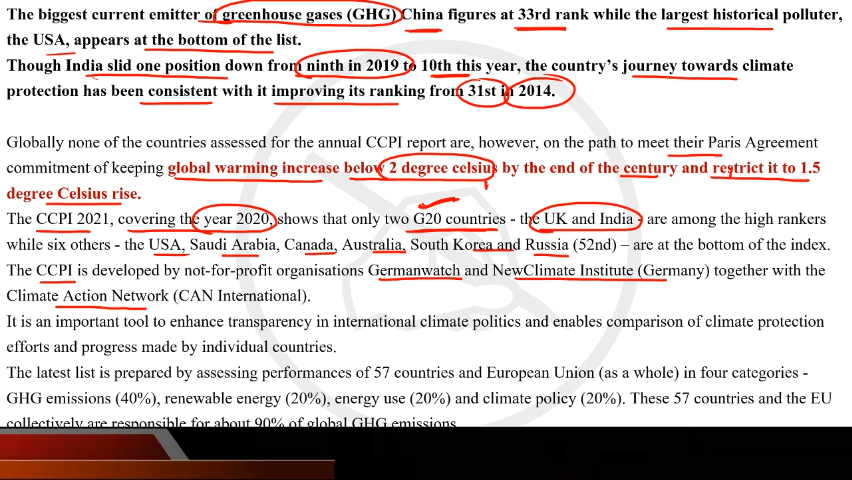 The biggest current emitter of greenhouse gases (GHG) China figures at 33rd rank while the largest historical polluter,
the USA, appears at the bottom of the list.
Though India slid one position down from ninth in 2019 to 10th this year, the country’s journey towards climate
protection has been consistent with it improving its ranking from 31st in 2014.
Globally none of the countries assessed for the annual CCPI report are, however, on the path to meet their Paris Agreement
commitment of keeping global warming increase below 2 degree celsius by the end of the century and restrict it to 1.5
degree Celsius rise.
The CCPI 2021, covering the year 2020, shows that only two G20 countries - the UK and India - are among the high rankers
while six others - the USA, Saudi Arabia, Canada, Australia, South Korea and Russia (52nd) – are at the bottom of the index.
The CCPI is developed by not-for-profit organisations Germanwatch and NewClimate Institute (Germany) together with the
Climate Action Network (CAN International).
It is an important tool to enhance transparency in international climate politics and enables comparison of climate protection
efforts and progress made by individual countries.
The latest list is prepared by assessing performances of 57 countries and European Union (as a whole) in four categories -
GHG emissions (40%), renewable energy (20%), energy use (20%) and climate policy (20%). These 57 countries and the EU
collectively are responsible for about 90% of global GHG emissions.